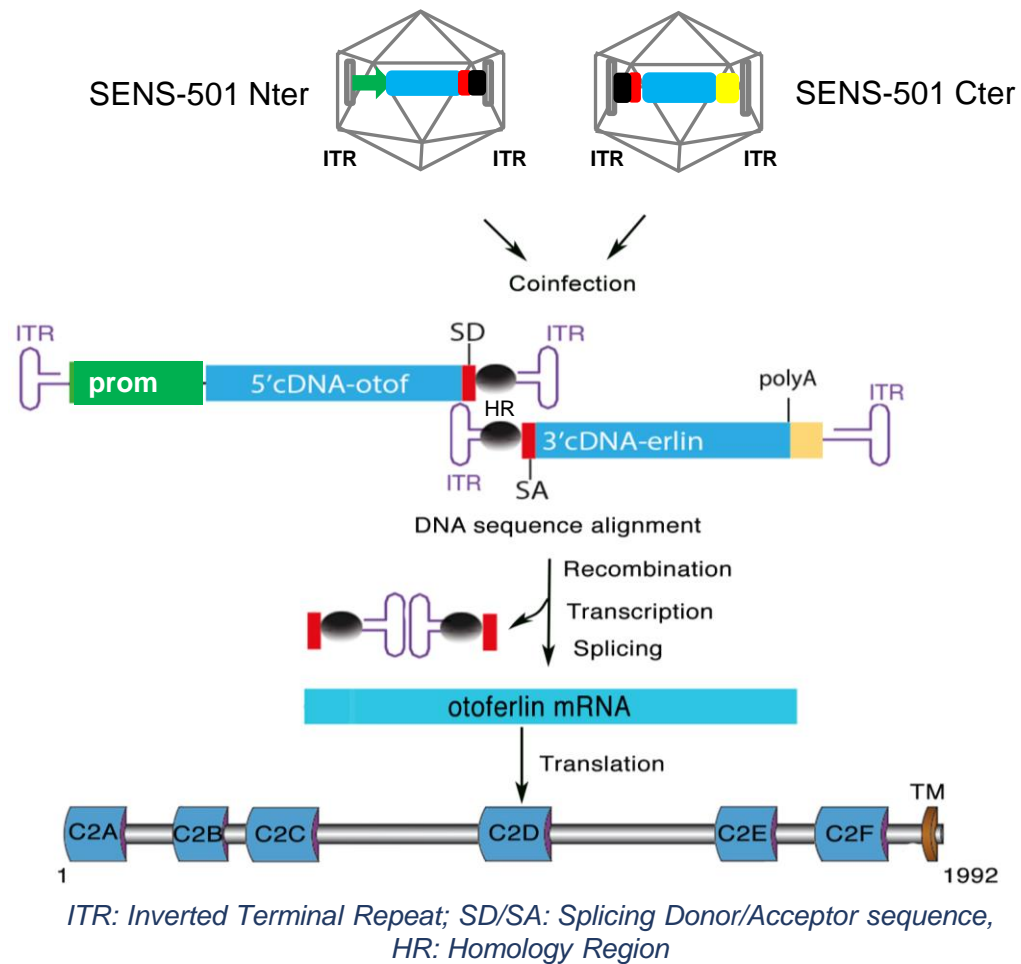 SENS-501 Nter
SENS-501 Cter
ITR
ITR
ITR
ITR
Coinfection
ITR
SD
ITR
prom
5'cDNA-otof
polyA
ITR
HR
3'cDNA-erlin
ITR
SA
DNA sequence alignment
Recombination
Transcription
Splicing
otoferlin mRNA
Translation
TM
C2A
C2B
C2C
C2D
C2E
C2F
1
1992
ITR: Inverted Terminal Repeat; SD/SA: Splicing Donor/Acceptor sequence,
HR: Homology Region